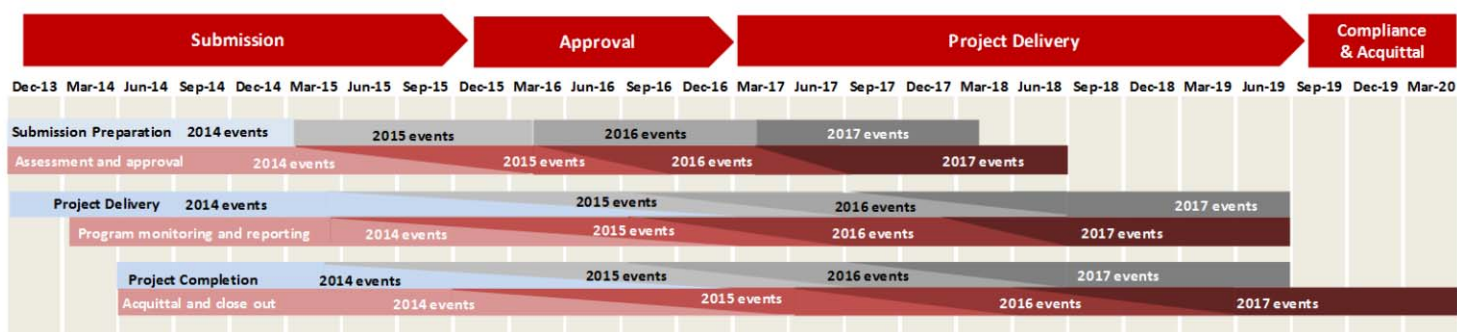 Submission Approval Project Delivery Compliance
& Acquittal
Dec-13 Mar-14 Jun-14 Sep-14 Dec-14 Mar-15 Jun-15 Sep-15 Dec-15 Mar-16 Jun-16 Sep-16 Dec-16 Mar-17 Jun-17 Sep-17 Dec-17 Mar-18 Jun-18 Sep-18 Dec-18 Mar-19 Jun-19 Sep-19 Dec-19 Mar-20
Submission Preparation 2014 events 2015 events 2016 events 2017 events
Assessment and approval 2014 events 2015 events 2016 events 2017 events
Project Delivery 2014 events 2015 events 2016 events 2017 events
Program monitoring and reporting 2014 events 2015 events 2016 events 2017 events
Project Completion 2014 events 2015 events 2016 events 2017 events
Acquittal and close out 2014 events 2015 events 2016 events 2017 events